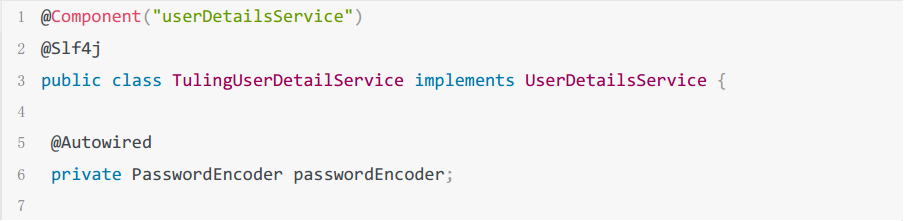 1 @Component("userDetailsService")
2 @Slf4j
3 public class TulingUserDetailService implements UserDetailsService {
4
5 @Autowired
6 private PasswordEncoder passwordEncoder;
7